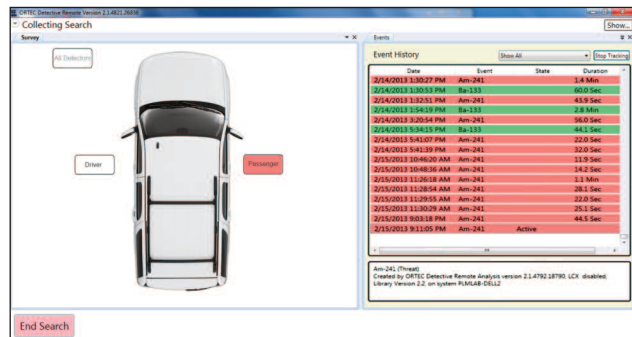 ORTEC Detective Remote Version 2.1.4821.26838
Collecting Search
Show...
Survey
Events
All Detectors
Driver
Passenger
Event History
Show All
Stop Tracking
Date Event State Duration
2/14/2013 1:30:27 PM Am-241 1.4 Min
2/14/2013 1:30:53 PM Ba-133 60.0 Sec
2/14/2013 1:32:51 PM Am-241 43.9 Sec
2/14/2013 1:54:19 PM Ba-133 2.8 Min
2/14/2013 3:20:54 PM Am-241 56.0 Sec
2/14/2013 5:34:15 PM Ba-133 44.1 Sec
2/14/2013 5:41:07 PM Am-241 22.0 Sec
2/14/2013 5:41:39 PM Am-241 32.0 Sec
2/15/2013 10:46:20 AM Am-241 11.9 Sec
2/15/2013 10:48:36 AM Am-241 14.2 Sec
2/15/2013 11:26:18 AM Am-241 1.1 Min
2/15/2013 11:28:54 AM Am-241 28.1 Sec
2/15/2013 11:29:55 AM Am-241 22.0 Sec
2/15/2013 11:30:29 AM Am-241 25.1 Sec
2/15/2013 9:03:18 PM Am-241 44.5 Sec
2/15/2013 9:11:05 PM Am-241 Active
Am-241 (Threat)
Created by ORTEC Detective Remote Analysis version 2.1.4792.18790, LCX disabled,
Library Version 2.2, on system PLMLAB-DELL2
End Search